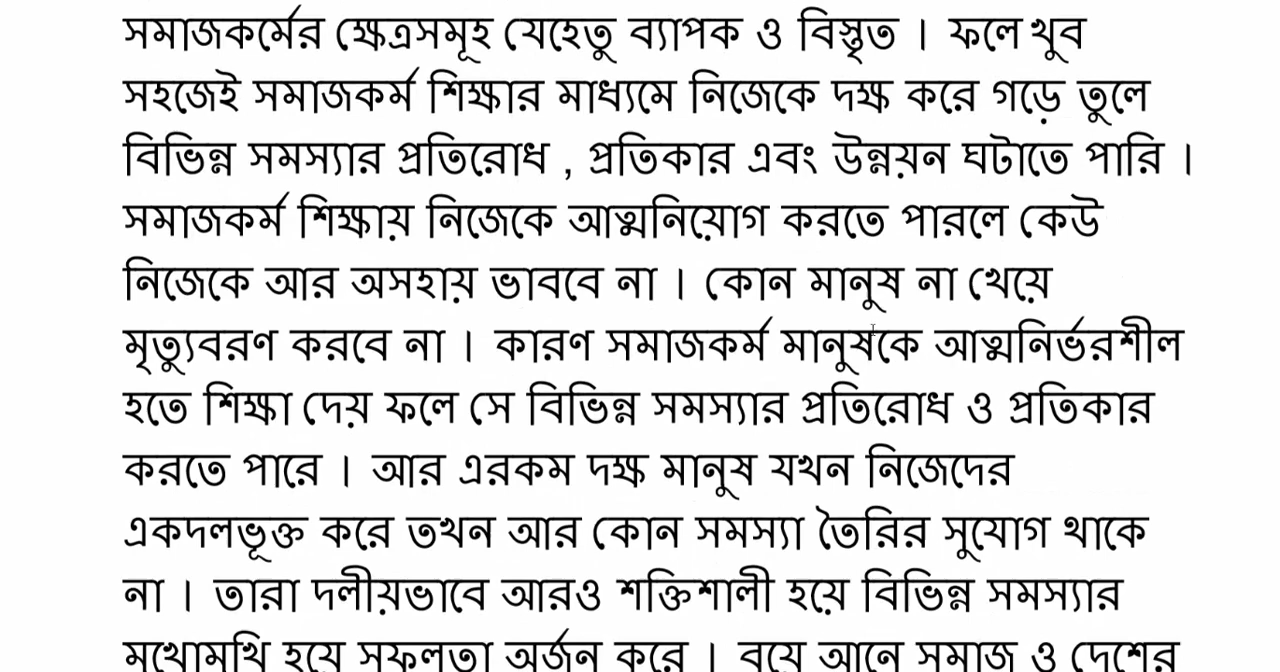 সমাজকর্মের ক্ষেত্রসমূহ যেহেতু ব্যাপক ও বিস্তৃত । ফলে খুব
সহজেই সমাজকর্ম শিক্ষার মাধ্যমে নিজেকে দক্ষ করে গড়ে তুলে
বিভিন্ন সমস্যার প্রতিরোধ , প্রতিকার এবং উন্নয়ন ঘটাতে পারি ।
সমাজকর্ম শিক্ষায় নিজেকে আত্মনিয়োগ করতে পারলে কেউ
নিজেকে আর অসহায় ভাববে না । কোন মানুষ না খেয়ে
মৃত্যুবরণ করবে না । কারণ সমাজকর্ম মানুষকে আত্মনির্ভরশীল
হতে শিক্ষা দেয় ফলে সে বিভিন্ন সমস্যার প্রতিরোধ ও প্রতিকার
করতে পারে । আর এরকম দক্ষ মানুষ যখন নিজেদের
একদলভূক্ত করে তখন আর কোন সমস্যা তৈরির সুযোগ থাকে
না । তারা দলীয়ভাবে আরও শক্তিশালী হয়ে বিভিন্ন সমস্যার
মুখোমুখি হয়ে সফলতা অর্জন করে । বয়ে আনে সমাজ ও দেশের